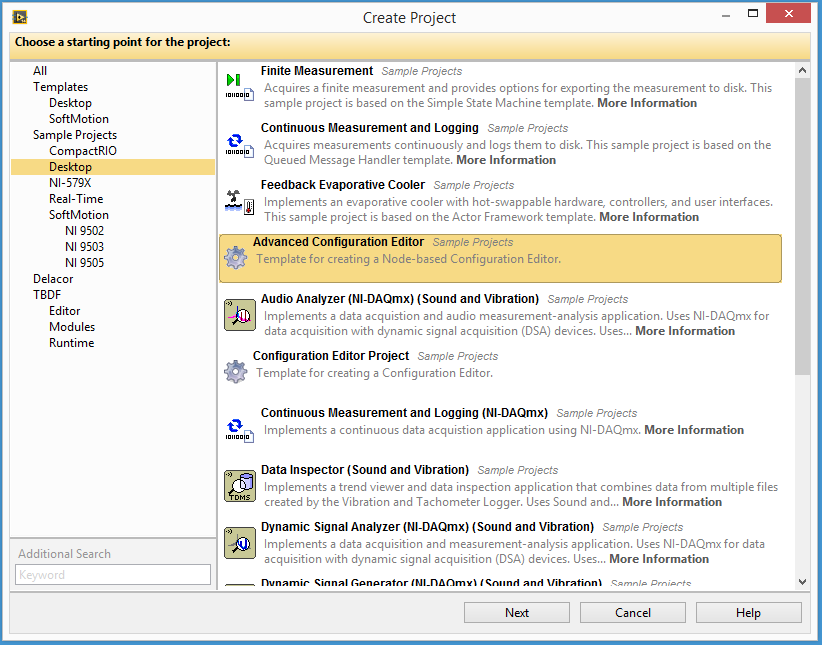 Create Project
Choose a starting point for the project:
All
Templates
Desktop
SoftMotion
Sample Projects
CompactRIO
Desktop
NI-579X
Real-Time
SoftMotion
NI 9502
NI 9503
NI 9505
Delacor
TBDF
Editor
Modules
Runtime
Additional Search
Keyword
Finite Measurement Sample Projects
Acquires a finite measurement and provides options for exporting the measurement to disk. This
sample project is based on the Simple State Machine template. More Information
Continuous Measurement and Logging Sample Projects
Acquires measurements continuously and logs them to disk. This sample project is based on the
Queued Message Handler template. More Information
Feedback Evaporative Cooler Sample Projects
Implements an evaporative cooler with hot-swappable hardware, controllers, and user interfaces.
This sample project is based on the Actor Framework template. More Information
Advanced Configuration Editor Sample Projects
Template for creating a Node-based Configuration Editor.
Audio Analyzer (NI-DAQmx) (Sound and Vibration) Sample Projects
Implements a data acquistion and audio measurement-analysis application. Uses NI-DAQmx for
data acquisition with dynamic signal acquisition (DSA) devices. Uses... More Information
Configuration Editor Project Sample Projects
Template for creating a Configuration Editor.
Continuous Measurement and Logging (NI-DAQmx) Sample Projects
Implements a continuous data acquistion application using NI-DAQmx. More Information
TDMS
Data Inspector (Sound and Vibration) Sample Projects
Implements a trend viewer and data inspection application that combines data from multiple files
created by the Vibration and Tachometer Logger. Uses Sound and... More Information
Dynamic Signal Analyzer (NI-DAQmx) (Sound and Vibration) Sample Projects
Implements a data acquisition and measurement-analysis application. Uses NI-DAQmx for data
acquisition with dynamic signal acquisition (DSA) devices. Uses... More Information
Dynamic Signal Generator (NI-DAQmx) (Sound and Vibration) Sample Projects
Next
Cancel
Help